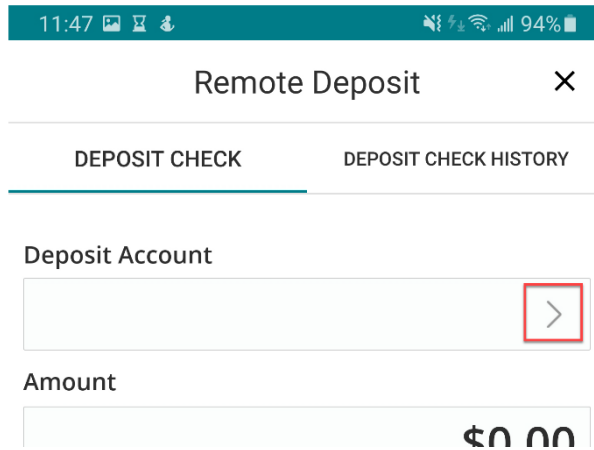 11:47 94%
Remote Deposit
DEPOSIT CHECK DEPOSIT CHECK HISTORY
Deposit Account
Amount
$0.00